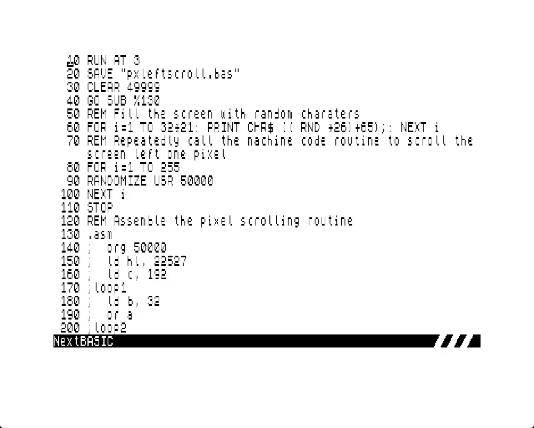 10 RUN AT 3
20 SAVE "pxleftscroll.bas"
30 CLEAR 49999
40 GO SUB %130
50 REM Fill the screen with random charaters
60 FOR i=1 TO 32*21: PRINT CHR$ (( RND *26)+65);: NEXT i
70 REM Repeatedly call the machine code routine to scroll the
screen left one pixel
80 FOR i=1 TO 255
90 RANDOMIZE USR 50000
100 NEXT i
110 STOP
120 REM Assemble the pixel scrolling routine
130 .asm
140 ; org 50000
150 ; ld hl, 22527
160 ; ld c, 192
170 ;loop1
180 ; ld b, 32
190 ; or a
200 ;loop2
NextBASIC